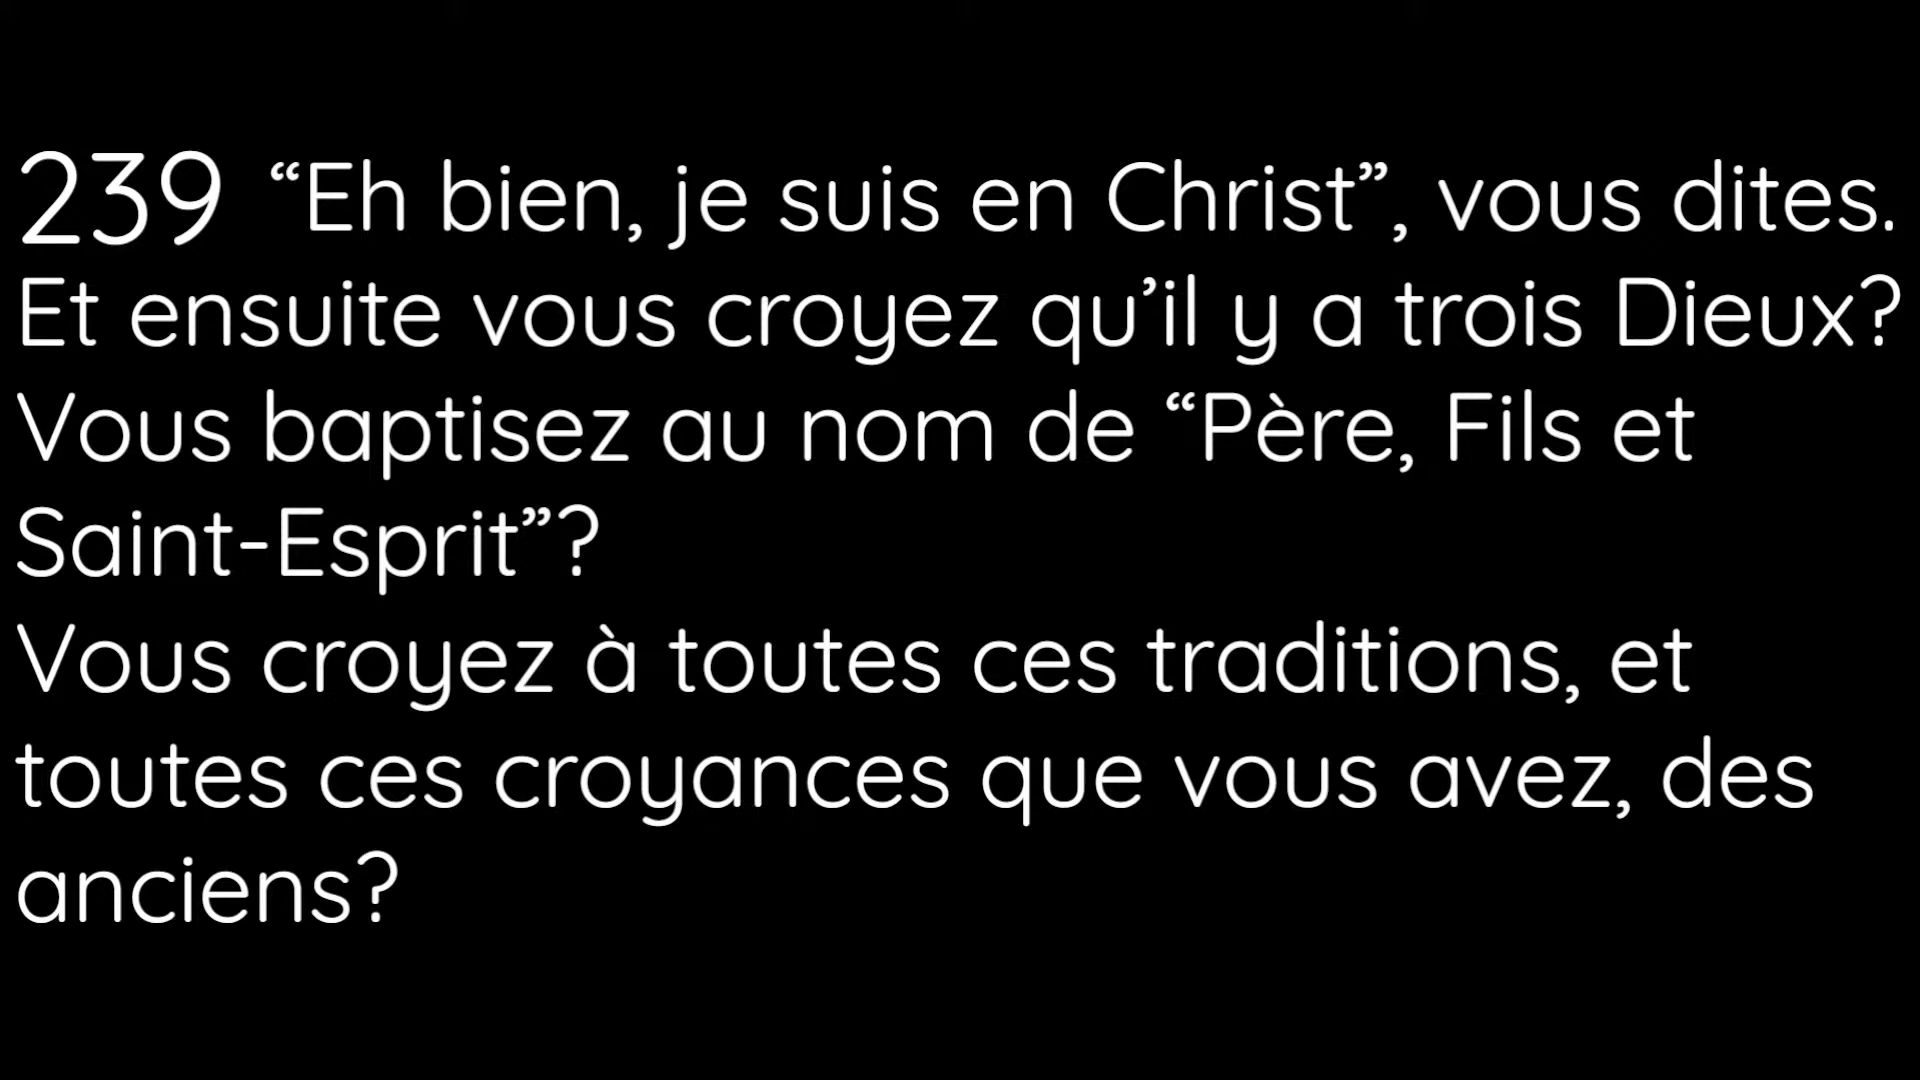 239 “Eh bien, je suis en Christ”, vous dites.
Et ensuite vous croyez qu’il y a trois Dieux?
Vous baptisez au nom de “Père, Fils et
Saint-Esprit”?
Vous croyez à toutes ces traditions, et
toutes ces croyances que vous avez, des
anciens?